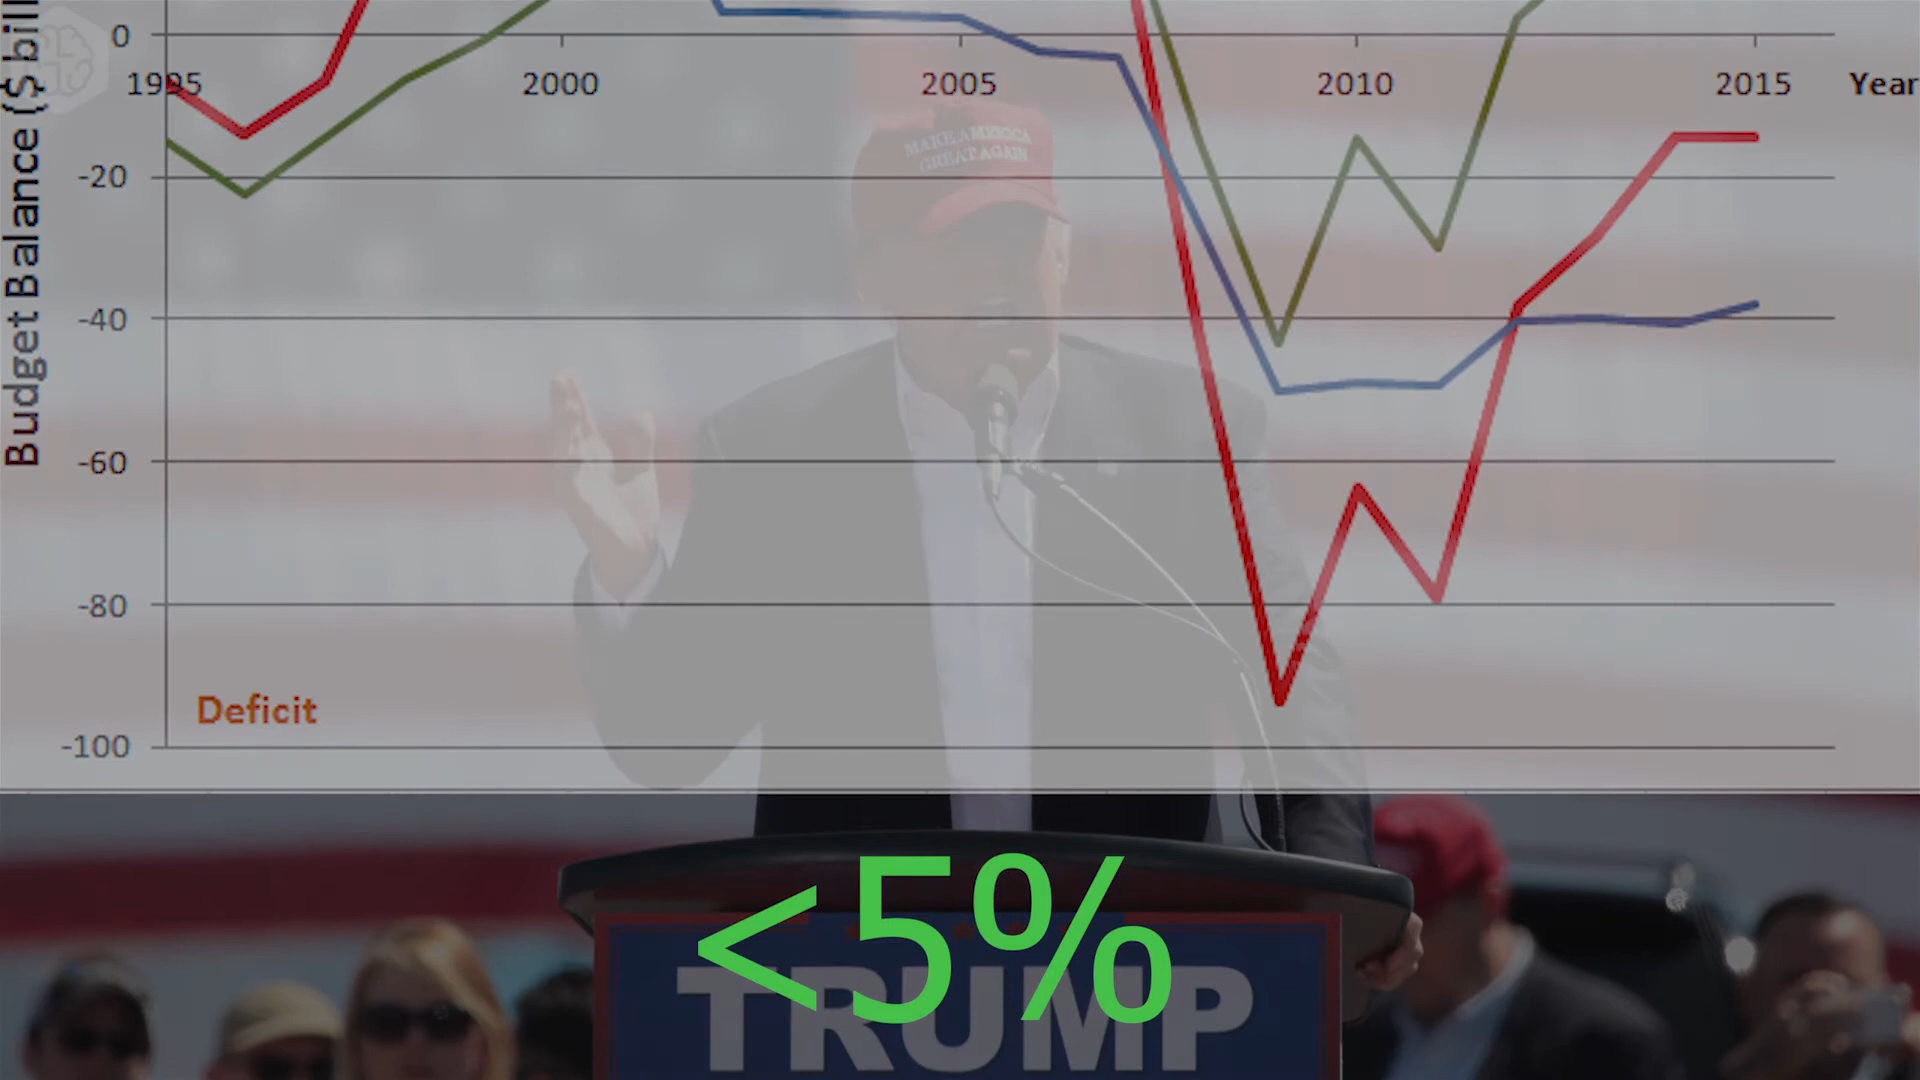 Budget Balance ($ bill
0
1995 2000 2005 2010 2015 Year
MAKE AMERICA
GREAT AGAIN
-20
-40
-60
-80
Deficit
-100
<5%
TRUMP